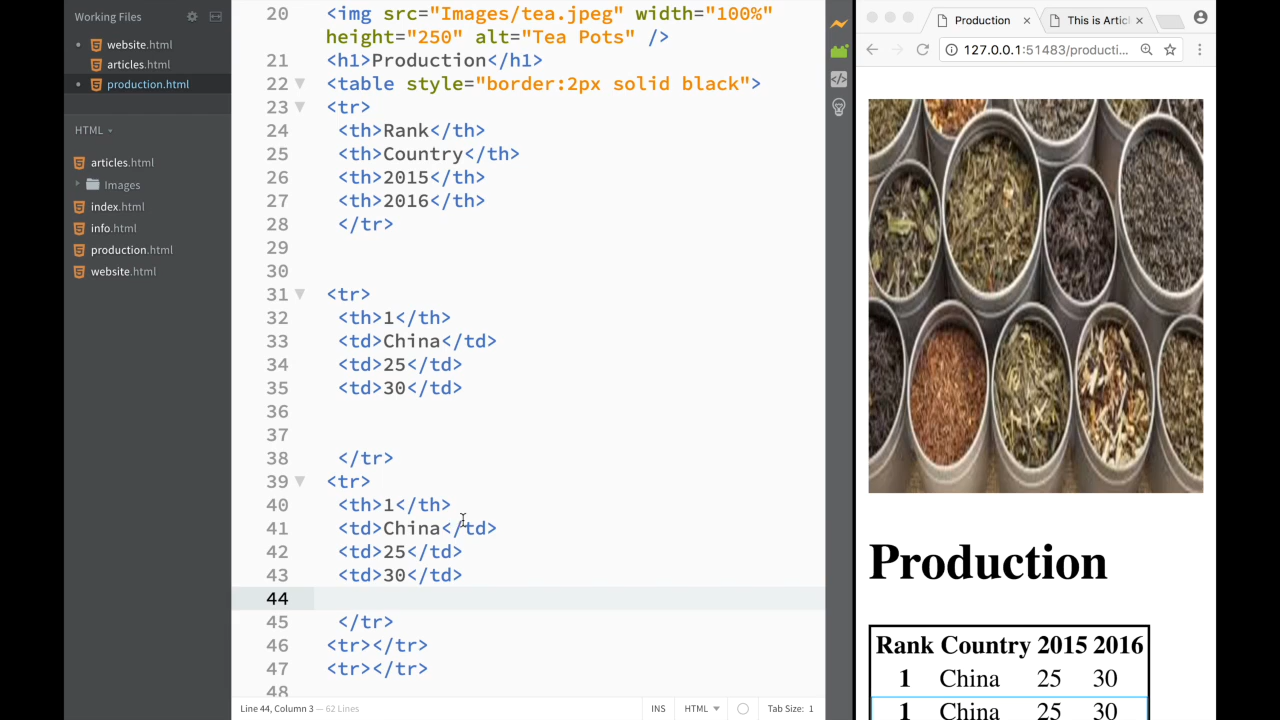 Working Files
website.html
articles.html
production.html
HTML
articles.html
Images
index.html
info.html
production.html
website.html
20 <img src="Images/tea.jpeg" width="100%"
height="250" alt="Tea Pots" />
21 <h1>Production</h1>
22 <table style="border:2px solid black">
23 <tr>
24 <th>Rank</th>
25 <th>Country</th>
26 <th>2015</th>
27 <th>2016</th>
28 </tr>
29
30
31 <tr>
32 <th>1</th>
33 <td>China</td>
34 <td>25</td>
35 <td>30</td>
36
37
38 </tr>
39 <tr>
40 <th>1</th>
41 <td>China</td>
42 <td>25</td>
43 <td>30</td>
44
45 </tr>
46 <tr></tr>
47 <tr></tr>
48
Line 44, Column 3 — 62 Lines
INS
HTML
Tab Size: 1
Production
This is Artic
127.0.0.1:51483/producti...
Production
Rank Country 2015 2016
1 China 25 30
1 China 25 30